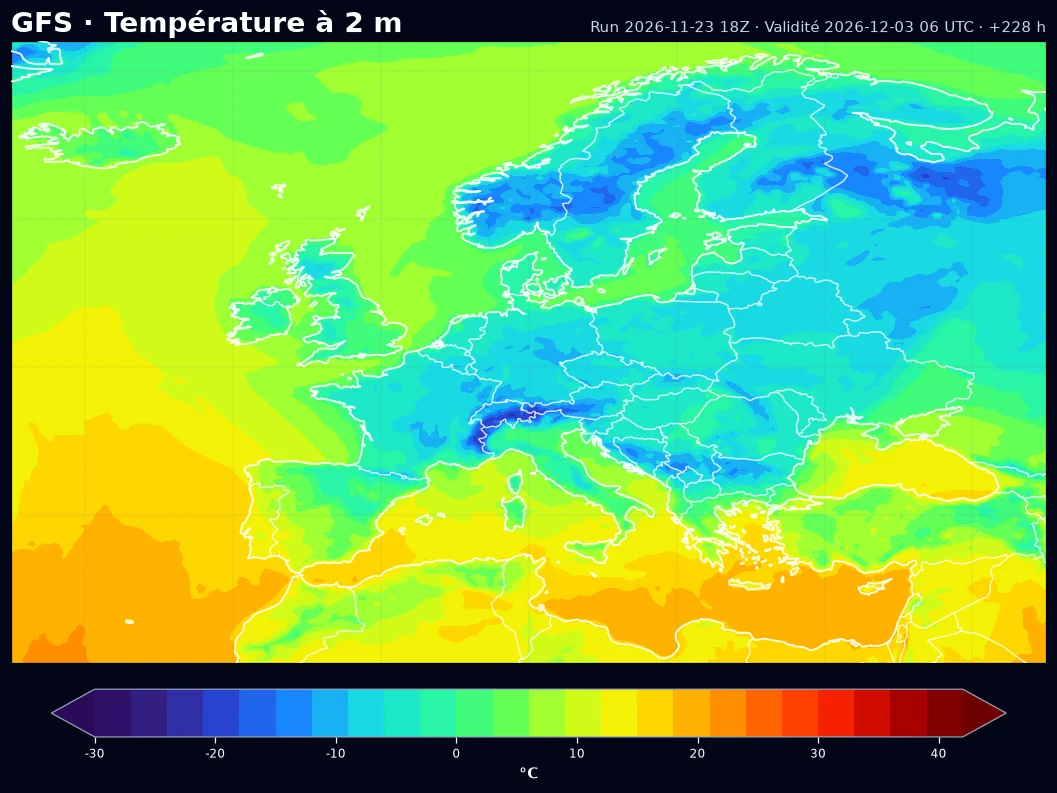 GFS · Température à 2 m
Run 2026-11-23 18Z · Validité 2026-12-03 06 UTC · +228 h
-30 -20 -10 0 10 20 30 40
°C